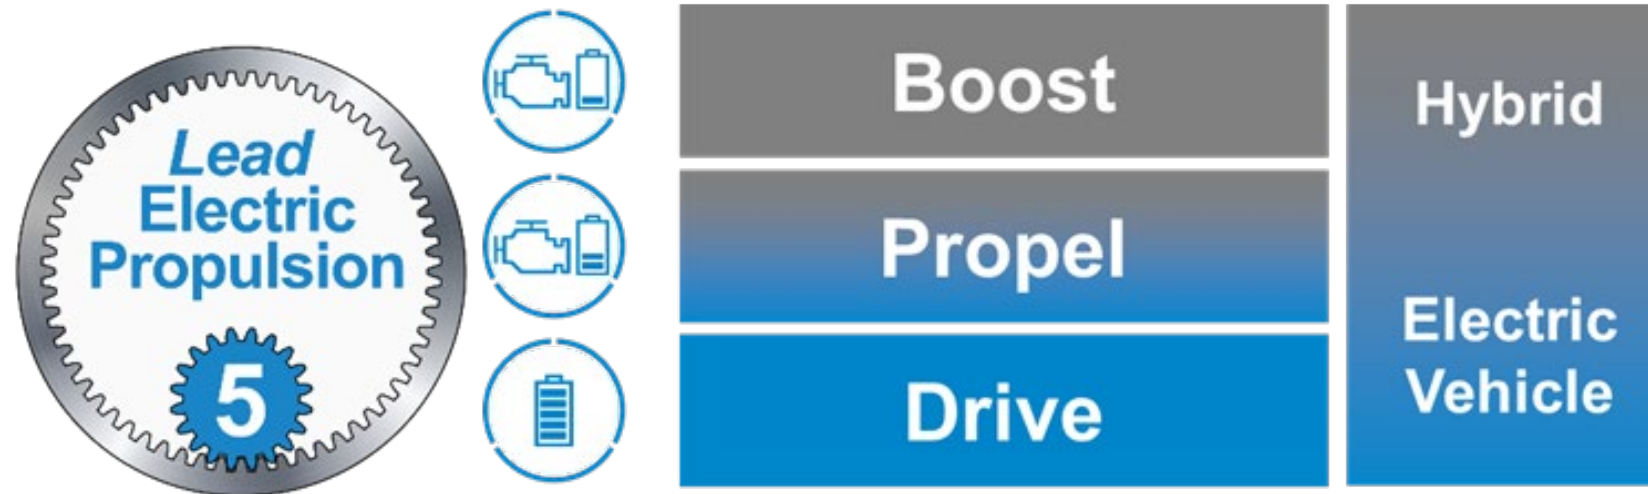 Lead
Electric
Propulsion
5
Boost
Propel
Drive
Hybrid
Electric
Vehicle